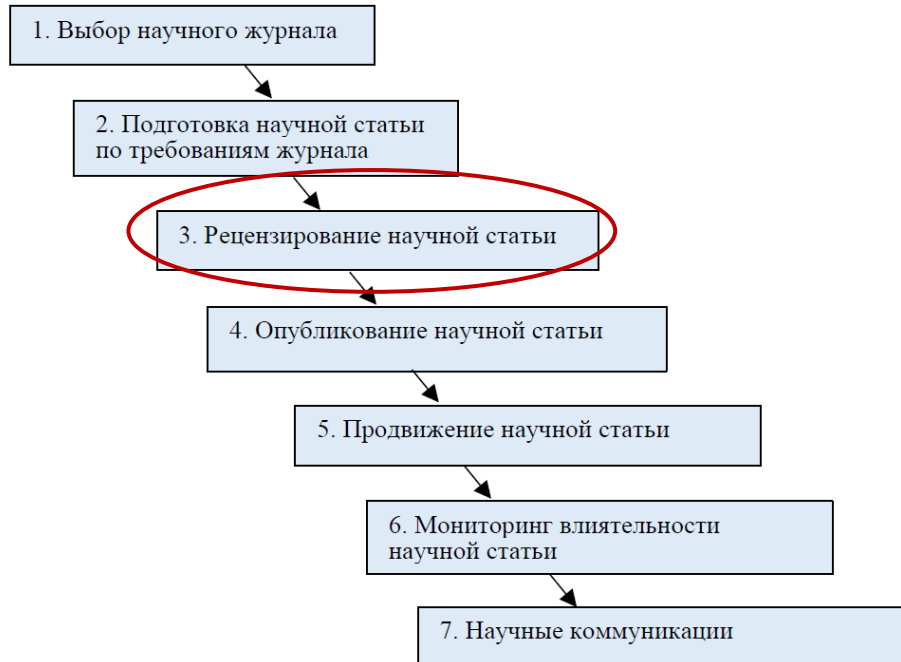 1. Выбор научного журнала
2. Подготовка научной статьи
по требованиям журнала
3. Рецензирование научной статьи
4. Опубликование научной статьи
5. Продвижение научной статьи
6. Мониторинг влиятельности
научной статьи
7. Научные коммуникации